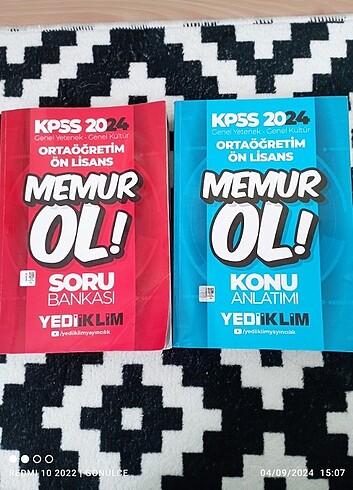 KPSS 2024
Genel Yetenek - Genel Kültür
ORTAÖĞRETİM
ÖN LİSANS
MEMUR
OL!
SORU
BANKASI
YEDİİKLİM
/yediiklimyayıncılık
KPSS 2024
Genel Yetenek - Genel Kültür
ORTAÖĞRETİM
ÖN LİSANS
MEMUR
OL!
KONU
ANLATIMI
YEDİİKLİM
/yediiklimyayıncılık
REDMI 10 2022 | GÖNÜLCE
04/09/2024 15:07